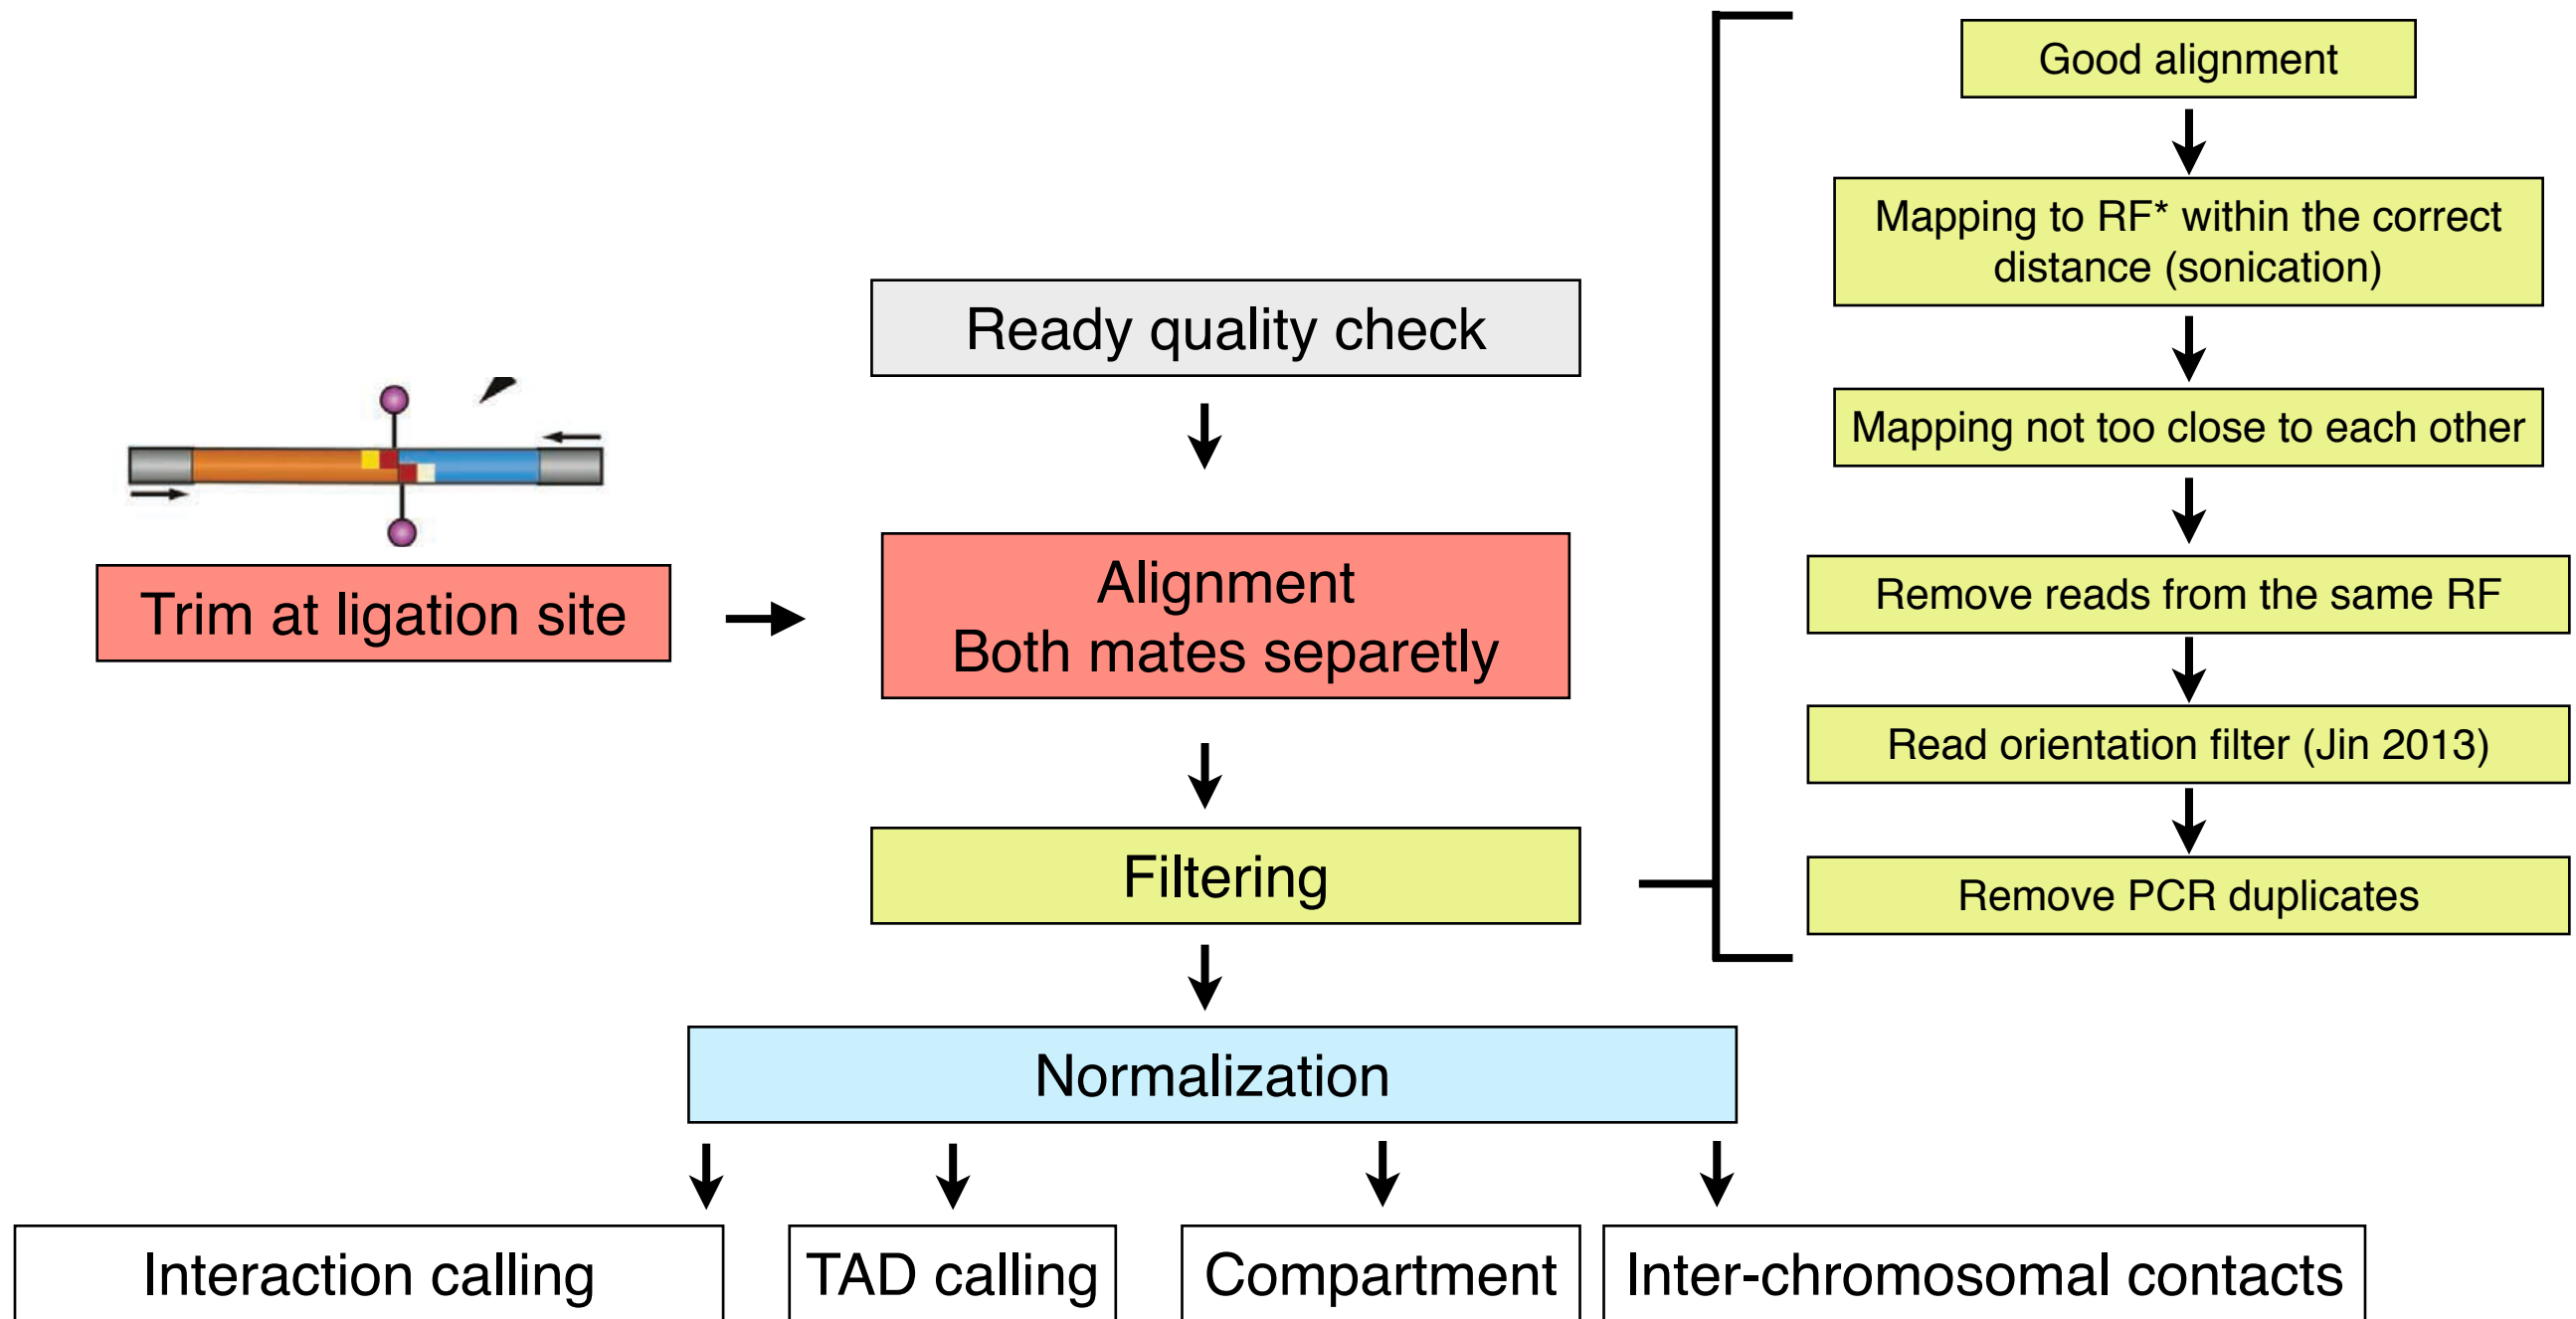 Good alignment
Mapping to RF* within the correct
distance (sonication)
Ready quality check
Mapping not too close to each other
Trim at ligation site
Alignment
Both mates separetly
Remove reads from the same RF
Read orientation filter (Jin 2013)
Filtering
Remove PCR duplicates
Normalization
Interaction calling
TAD calling
Compartment
Inter-chromosomal contacts